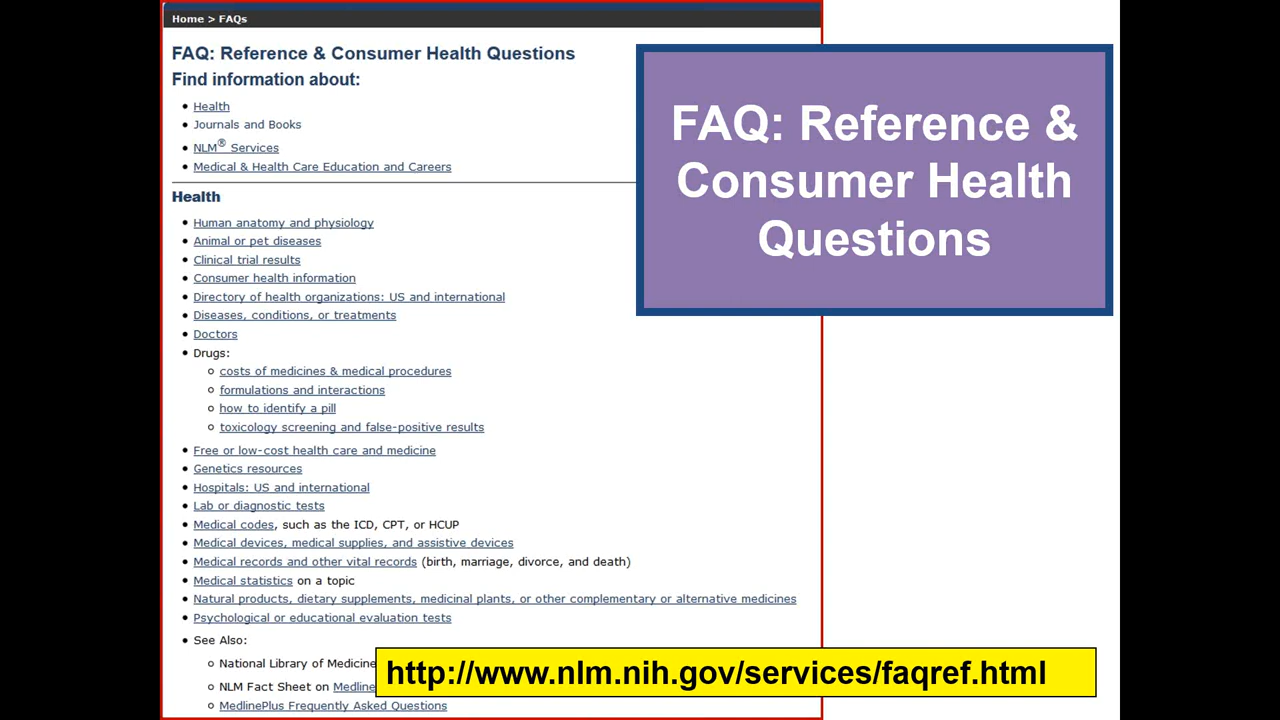 Home > FAQs
FAQ: Reference & Consumer Health Questions
Find information about:
Health
Journals and Books
NLM® Services
Medical & Health Care Education and Careers
Health
Human anatomy and physiology
Animal or pet diseases
Clinical trial results
Consumer health information
Directory of health organizations: US and international
Diseases, conditions, or treatments
Doctors
Drugs:
costs of medicines & medical procedures
formulations and interactions
how to identify a pill
toxicology screening and false-positive results
Free or low-cost health care and medicine
Genetics resources
Hospitals: US and international
Lab or diagnostic tests
Medical codes, such as the ICD, CPT, or HCUP
Medical devices, medical supplies, and assistive devices
Medical records and other vital records (birth, marriage, divorce, and death)
Medical statistics on a topic
Natural products, dietary supplements, medicinal plants, or other complementary or alternative medicines
Psychological or educational evaluation tests
See Also:
National Library of Medicine
NLM Fact Sheet on Medline
MedlinePlus Frequently Asked Questions
FAQ: Reference &
Consumer Health
Questions
http://www.nlm.nih.gov/services/faqref.html